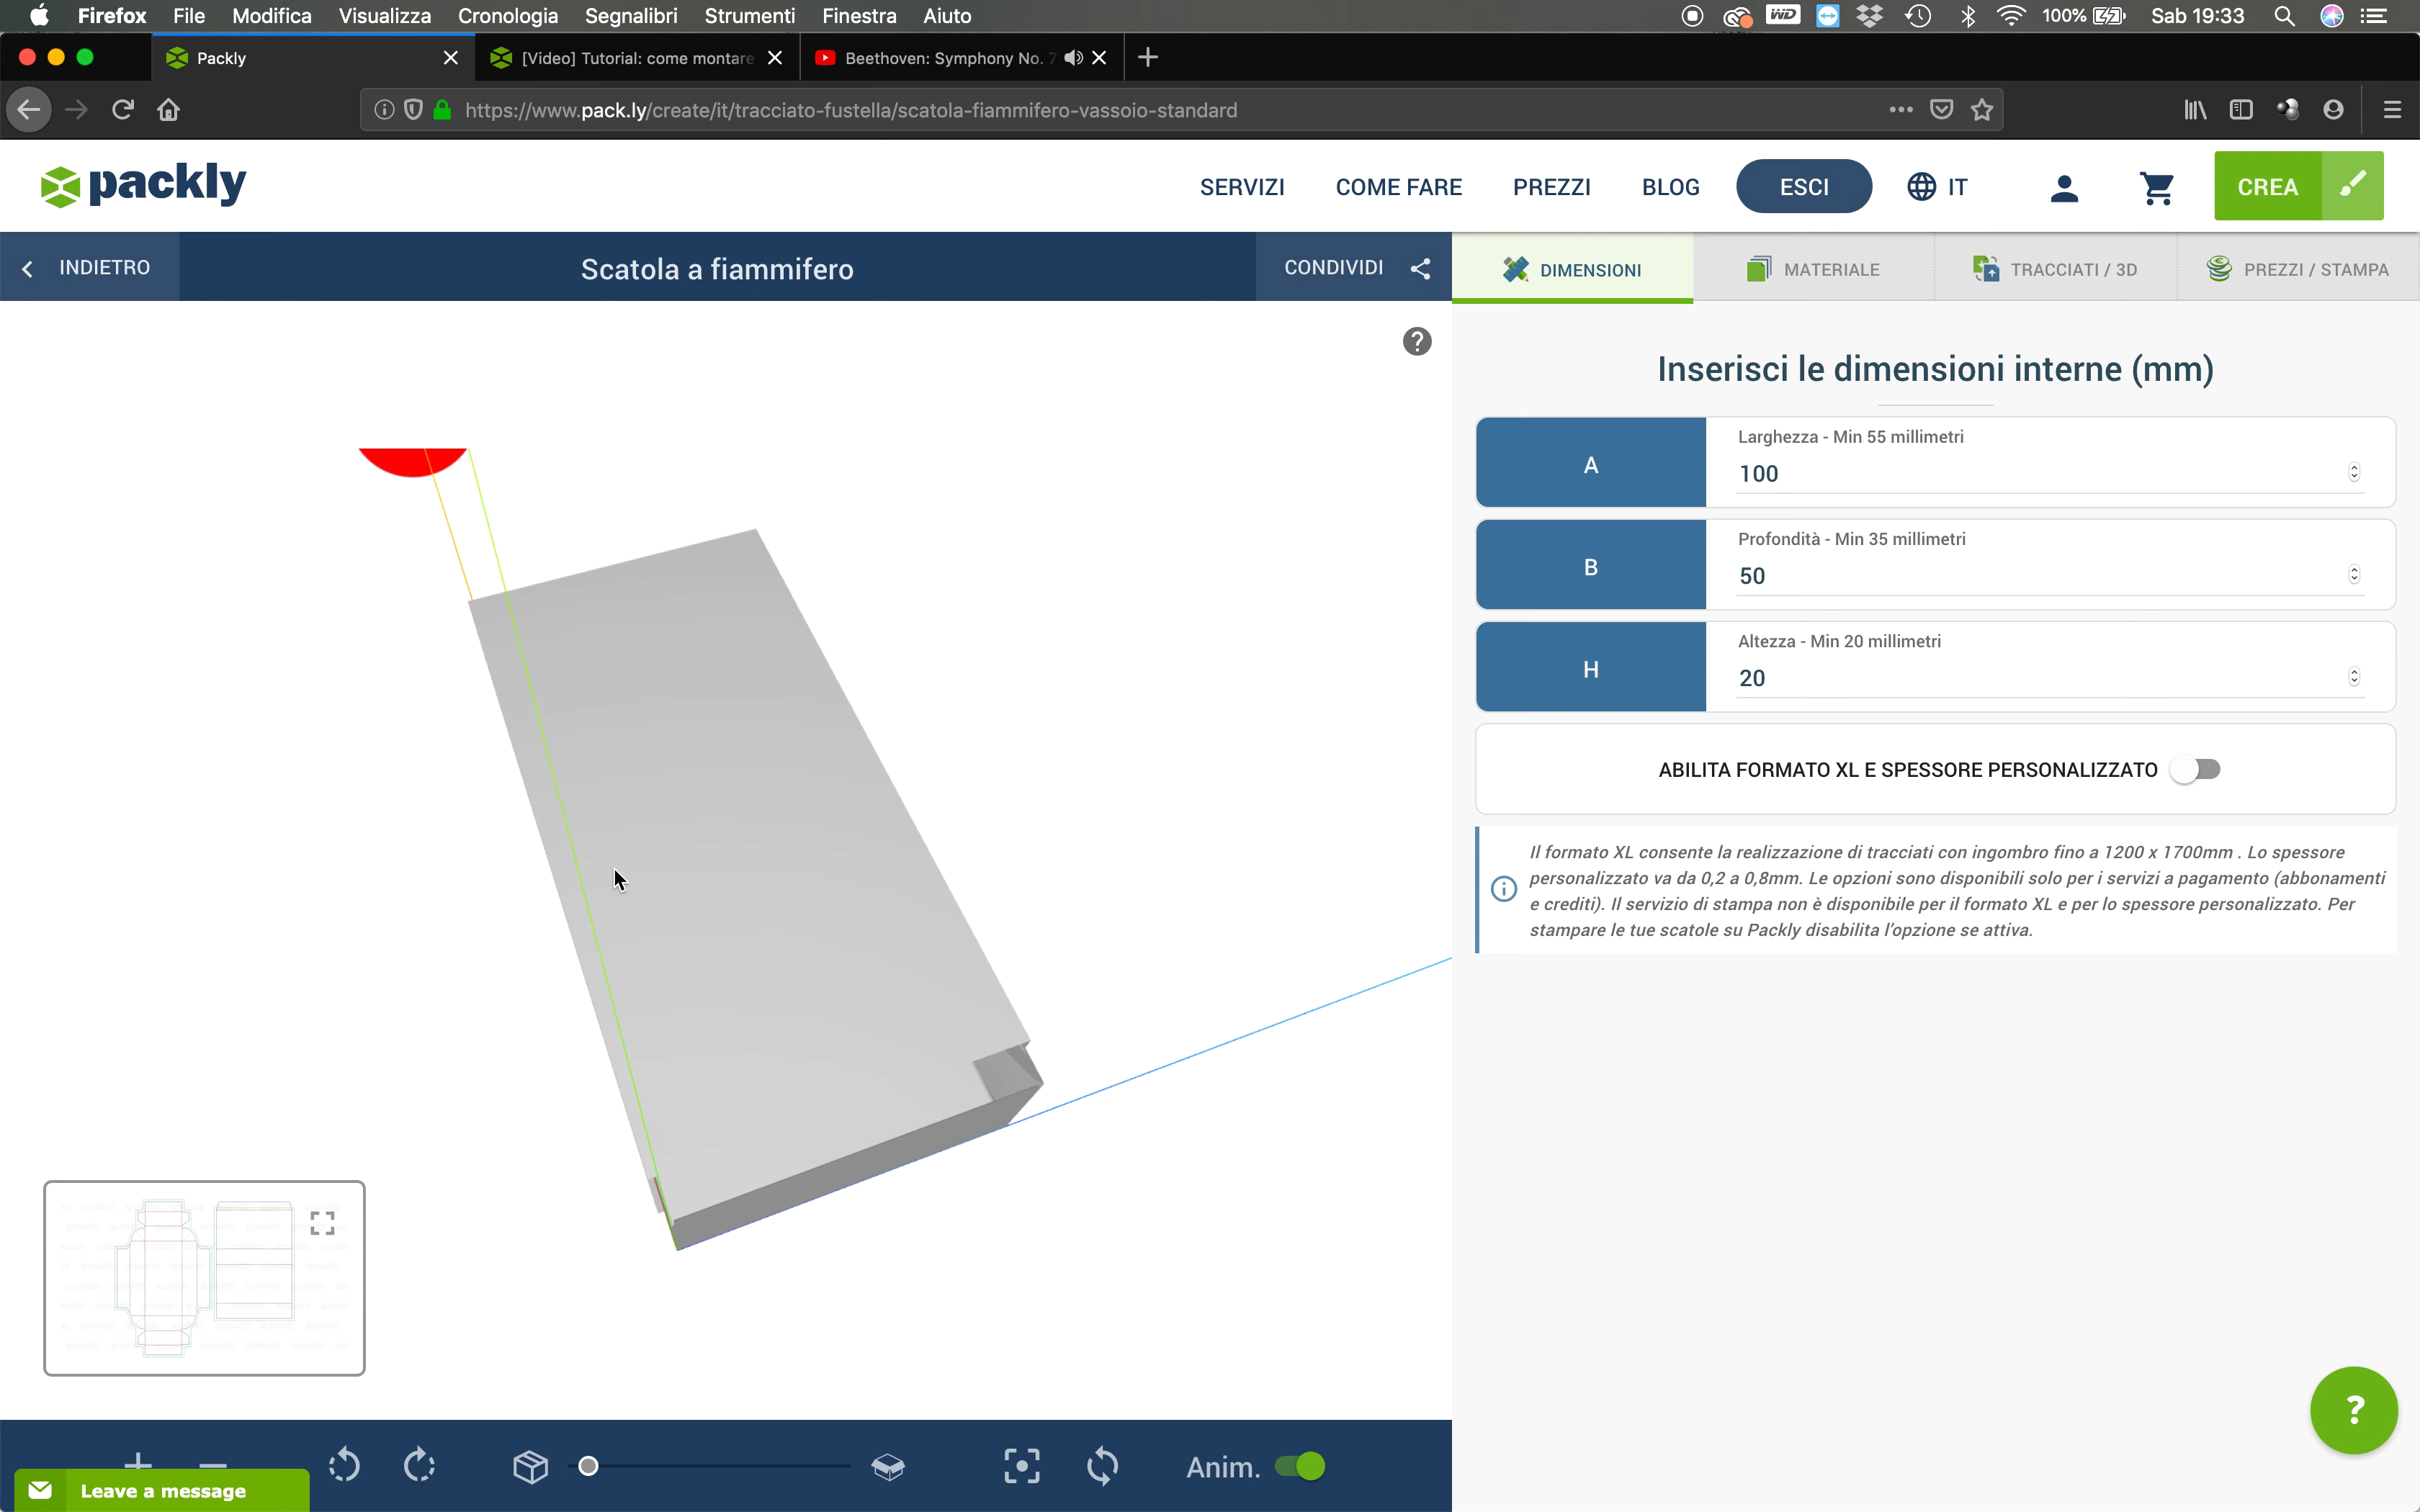 Firefox File Modifica Visualizza Cronologia Segnalibri Strumenti Finestra Aiuto
WD 100% Sab 19:33
Packly
[Video] Tutorial: come montare
Beethoven: Symphony No. 7
https://www.pack.ly/create/it/tracciato-fustella/scatola-fiammifero-vassoio-standard
packly
SERVIZI COME FARE PREZZI BLOG ESCI IT CREA
INDIETRO
Scatola a fiammifero
CONDIVIDI
DIMENSIONI MATERIALE TRACCIATI / 3D PREZZI / STAMPA
Inserisci le dimensioni interne (mm)
A
Larghezza - Min 55 millimetri
100
B
Profondità - Min 35 millimetri
50
H
Altezza - Min 20 millimetri
20
ABILITA FORMATO XL E SPESSORE PERSONALIZZATO
Il formato XL consente la realizzazione di tracciati con ingombro fino a 1200 x 1700mm . Lo spessore
personalizzato va da 0,2 a 0,8mm. Le opzioni sono disponibili solo per i servizi a pagamento (abbonamenti
e crediti). Il servizio di stampa non è disponibile per il formato XL e per lo spessore personalizzato. Per
stampare le tue scatole su Packly disabilita l'opzione se attiva.
Anim.
Leave a message
?